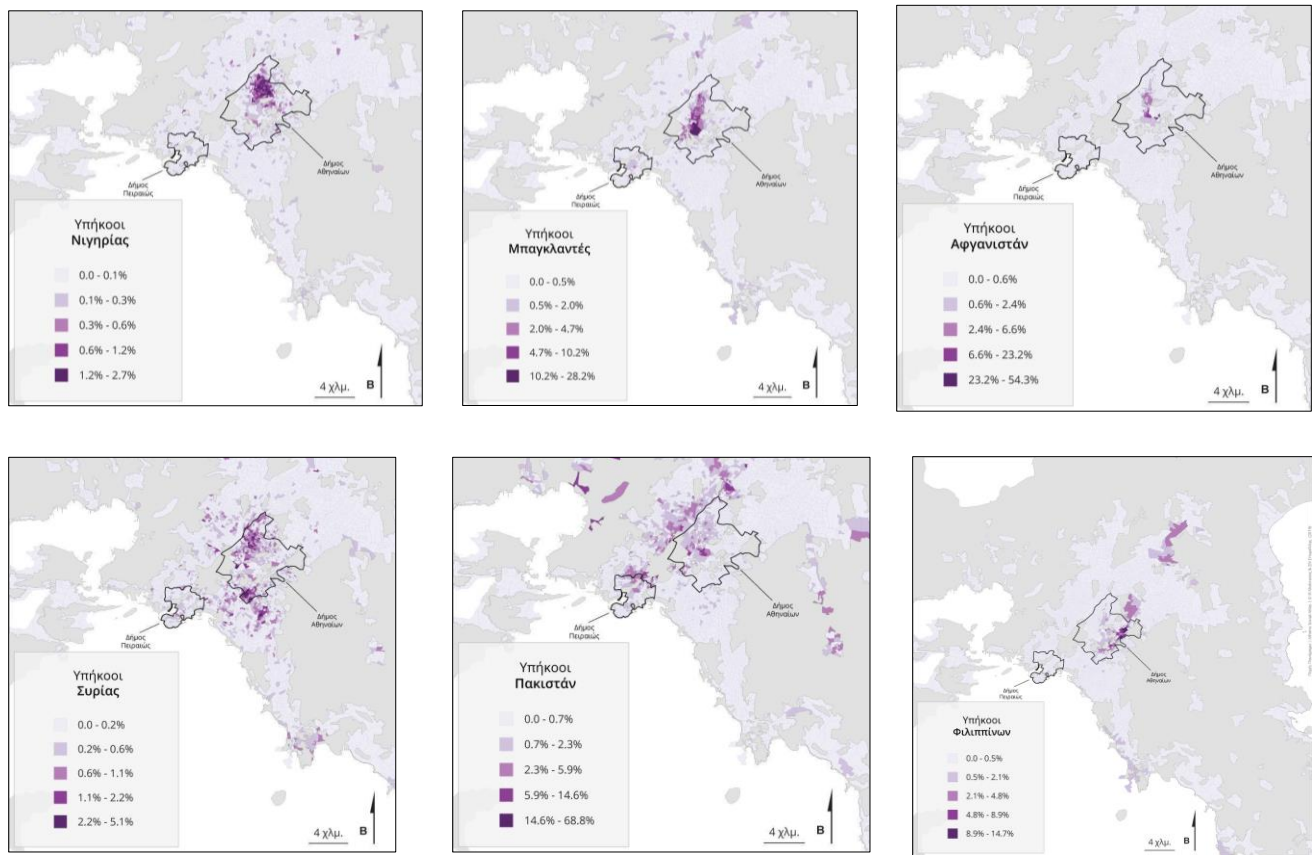 Δήμος
Αθηναίων
Δήμος
Πειραιώς
Υπήκοοι
Νιγηρίας
0.0 - 0.1%
0.1% - 0.3%
0.3% - 0.6%
0.6% - 1.2%
1.2% - 2.7%
4 χλμ.
Β
Δήμος
Αθηναίων
Δήμος
Πειραιώς
Υπήκοοι
Μπαγκλαντές
0.0 - 0.5%
0.5% - 2.0%
2.0% - 4.7%
4.7% - 10.2%
10.2% - 28.2%
4 χλμ.
Β
Δήμος
Αθηναίων
Δήμος
Πειραιώς
Υπήκοοι
Αφγανιστάν
0.0 - 0.6%
0.6% - 2.4%
2.4% - 6.6%
6.6% - 23.2%
23.2% - 54.3%
4 χλμ.
Β
Δήμος
Αθηναίων
Δήμος
Πειραιώς
Υπήκοοι
Συρίας
0.0 - 0.2%
0.2% - 0.6%
0.6% - 1.1%
1.1% - 2.2%
2.2% - 5.1%
4 χλμ.
Β
Δήμος
Αθηναίων
Δήμος
Πειραιώς
Υπήκοοι
Πακιστάν
0.0 - 0.7%
0.7% - 2.3%
2.3% - 5.9%
5.9% - 14.6%
14.6% - 68.8%
4 χλμ.
Β
Δήμος
Αθηναίων
Δήμος
Πειραιώς
Υπήκοοι
Φιλιππίνων
0.0 - 0.5%
0.5% - 2.1%
2.1% - 4.8%
4.8% - 8.9%
8.9% - 14.7%
4 χλμ.
Β